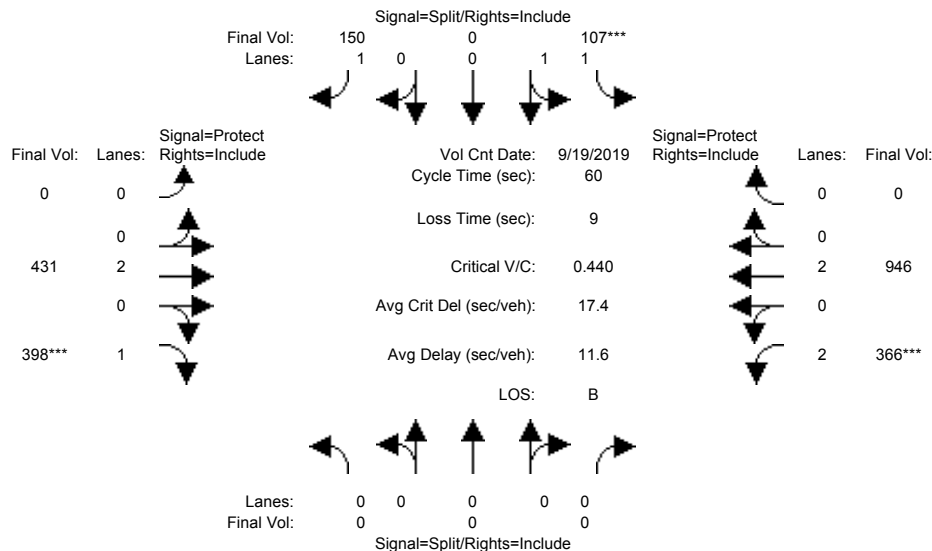 Signal=Split/Rights=Include
Final Vol: 150 0 107***
Lanes: 1 0 0 1 1
Signal=Protect Signal=Protect
Final Vol: Lanes: Rights=Include Vol Cnt Date: 9/19/2019 Rights=Include Lanes: Final Vol:
Cycle Time (sec): 60
0 0 0 0
Loss Time (sec): 9
0 0
431 2 Critical V/C: 0.440 2 946
0 Avg Crit Del (sec/veh): 17.4 0
398*** 1 Avg Delay (sec/veh): 11.6 2 366***
LOS: B
Lanes: 0 0 0 0 0
Final Vol: 0 0 0
Signal=Split/Rights=Include